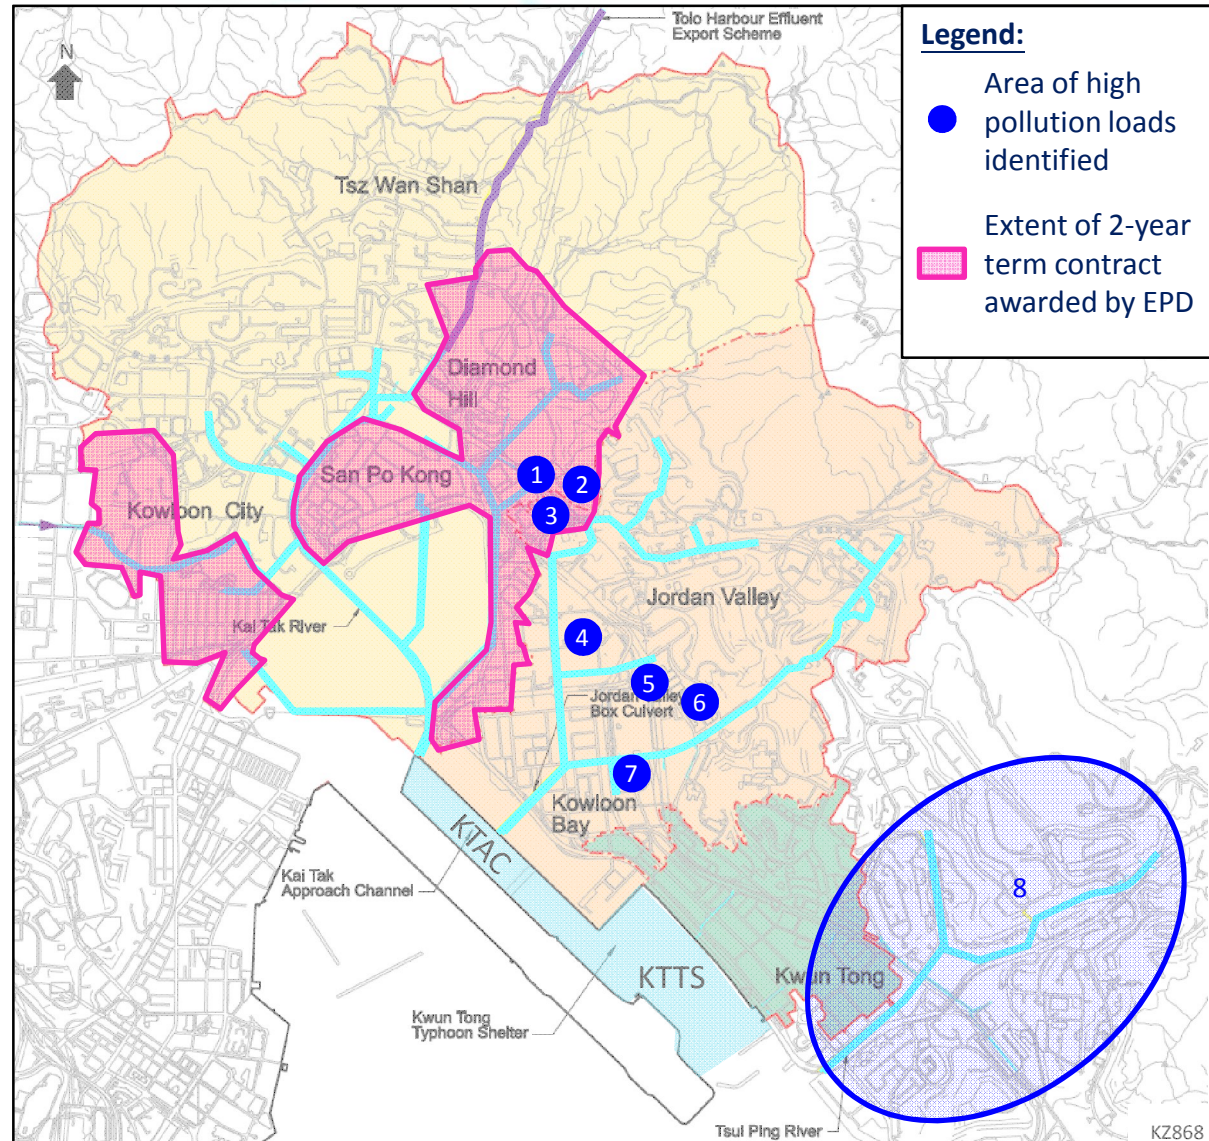 Tolo Harbour Effluent
Export Scheme
Legend:
Area of high
pollution loads
identified
Extent of 2-year
term contract
awarded by EPD
N
Tsz Wan Shan
Diamond
Hill
San Po Kong
Kowloon City
1
2
3
Kai Tak River
Jordan Valley
4
5
6
Jordan Valley
Box Culvert
7
Kowloon
Bay
KTAC
Kai Tak
Approach Channel
8
KTTS
Kwun Tong
Kwun Tong
Typhoon Shelter
Tsui Ping River
KZ868